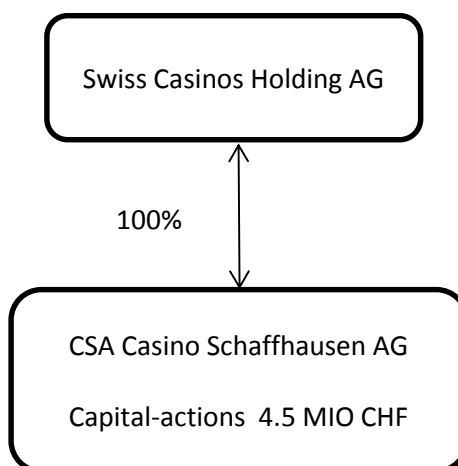 Swiss Casinos Holding AG
100%
CSA Casino Schaffhausen AG
Capital-actions  4.5 MIO CHF